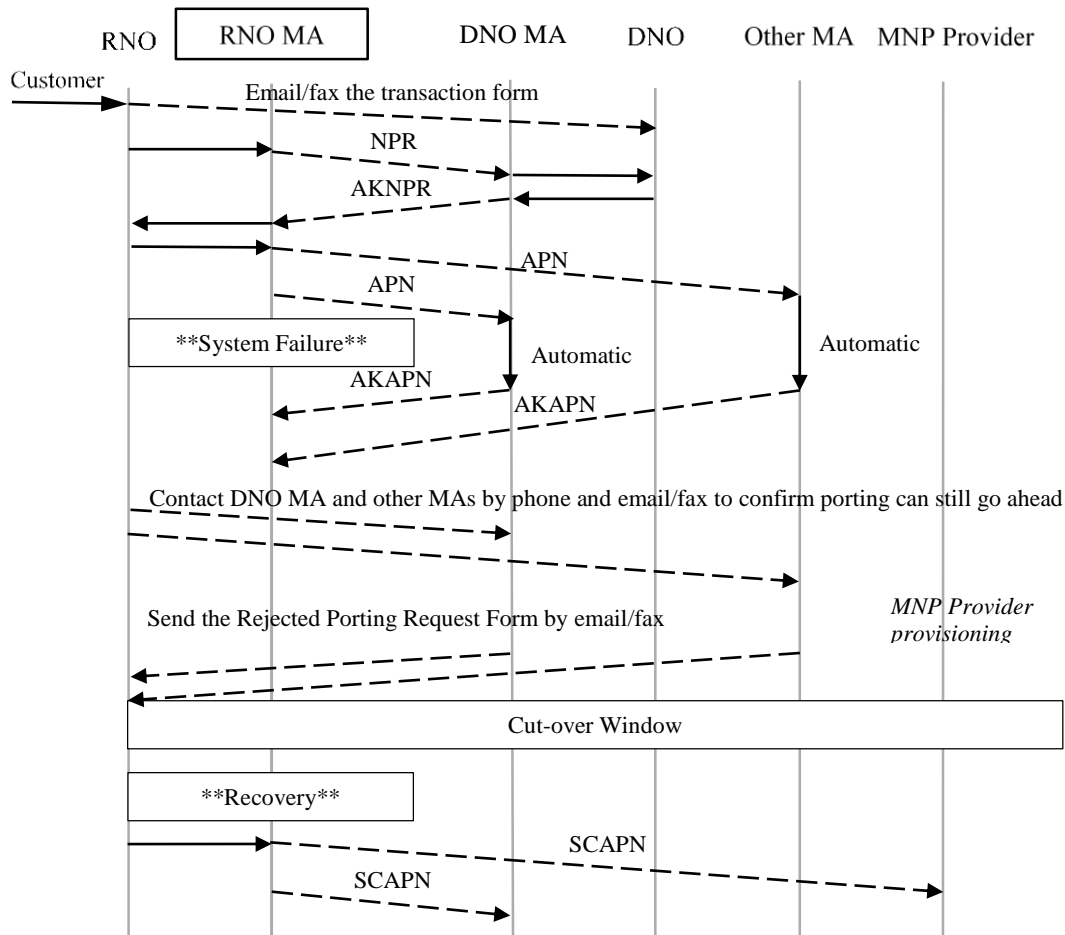 RNO RNO MA DNO MA DNO Other MA MNP Provider
Customer
Email/fax the transaction form
NPR
AKNPR
APN
APN
**System Failure**
Automatic
Automatic
AKAPN
AKAPN
Contact DNO MA and other MAs by phone and email/fax to confirm porting can still go ahead
Send the Rejected Porting Request Form by email/fax
MNP Provider
provisioning
Cut-over Window
**Recovery**
SCAPN
SCAPN